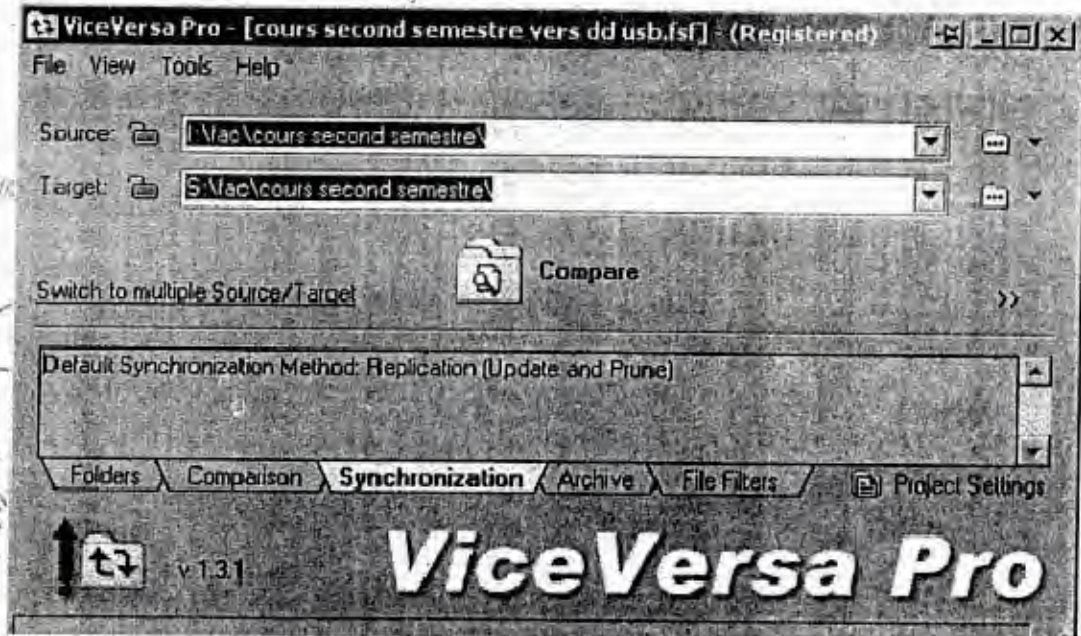 ViceVersa Pro - [cours second semestre vers dd usb.fsf] - (Registered)
File View Tools Help
Source: I:\fac\cours second semestre\
Target: S:\fac\cours second semestre\
Compare
Switch to multiple Source/Target
>>
Default Synchronization Method: Replication (Update and Prune)
Folders Comparison Synchronization Archive File Filters Project Settings
v 1.3.1 ViceVersa Pro